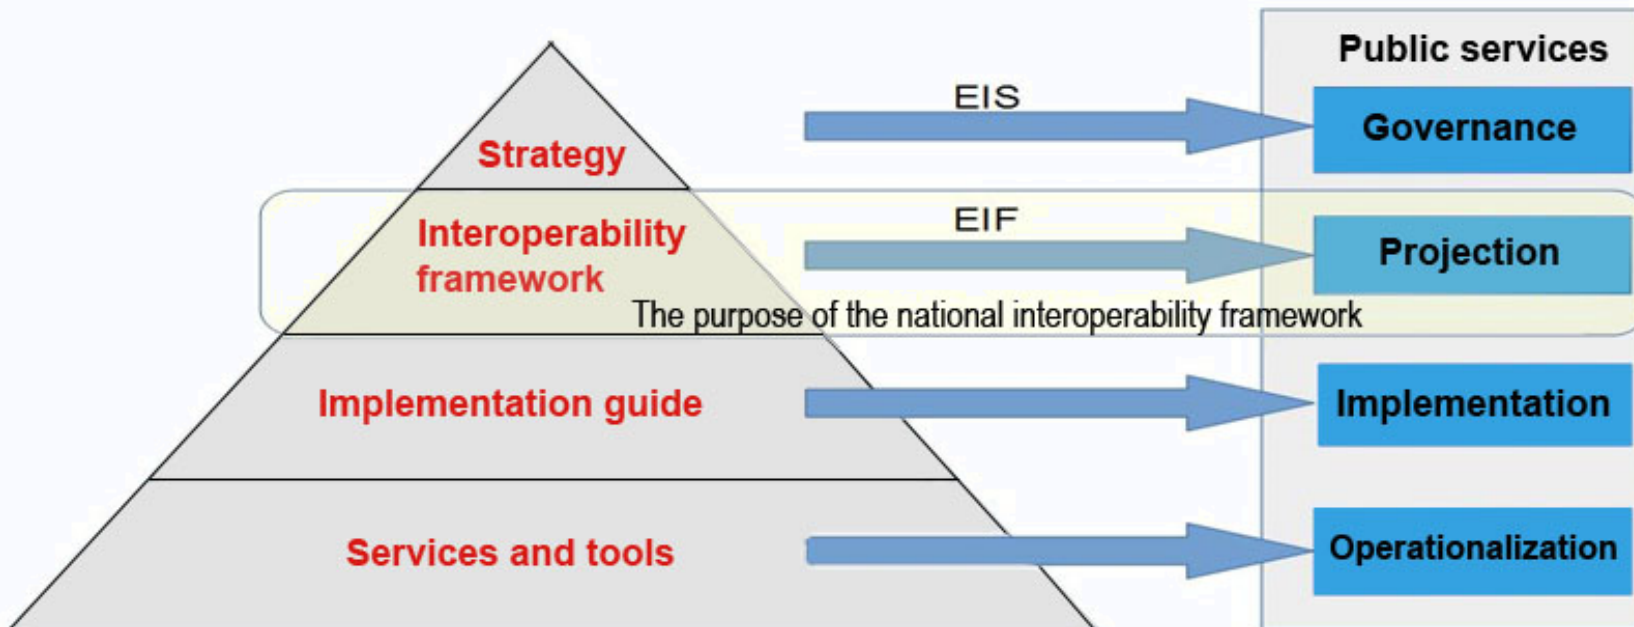 Public services
EIS
Governance
Strategy
EIF
Interoperability
framework
Projection
The purpose of the national interoperability framework
Implementation guide
Implementation
Services and tools
Operationalization